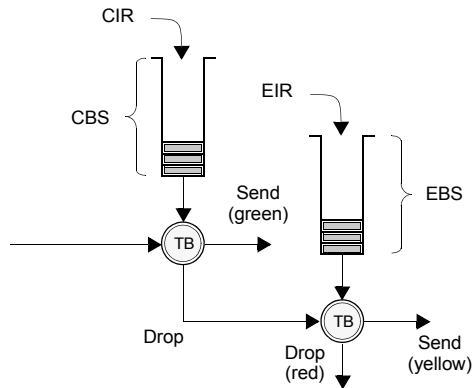 CIR
CBS
EIR
EBS
Send
(green)
TB
Drop
TB
Drop
(red)
Send
(yellow)